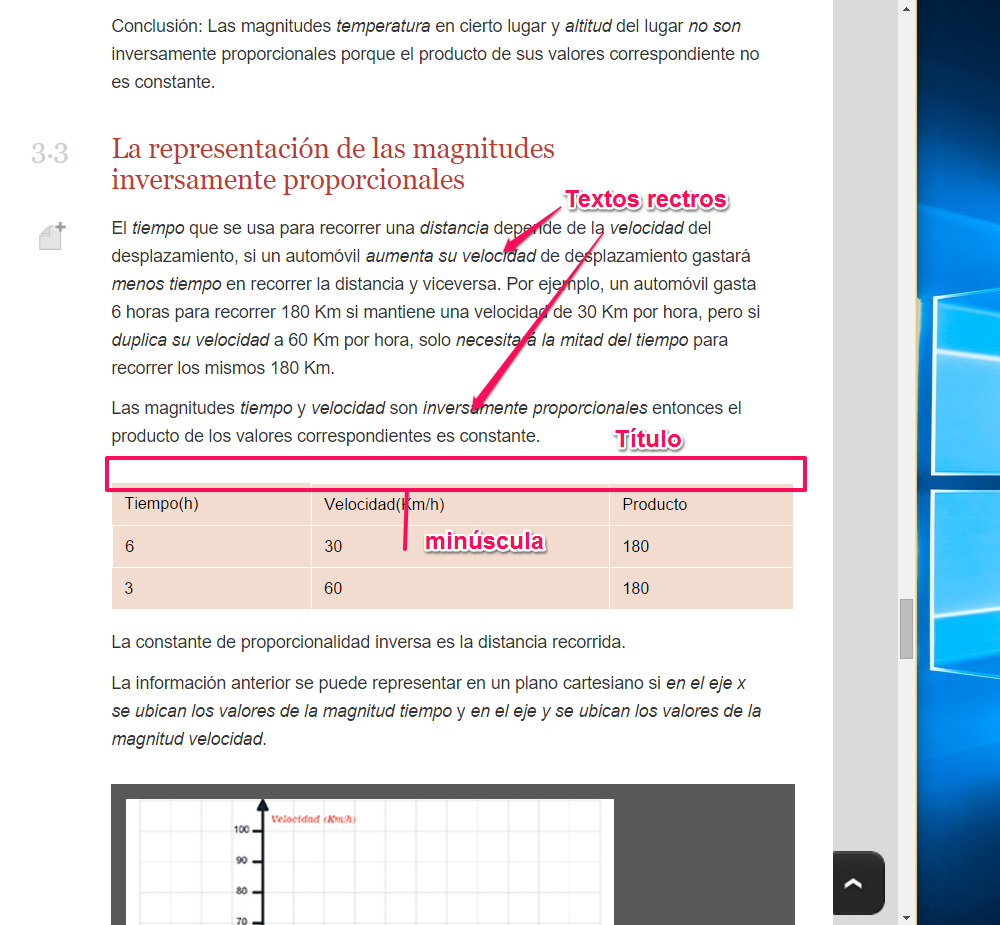 Conclusión: Las magnitudes temperatura en cierto lugar y altitud del lugar no son
inversamente proporcionales porque el producto de sus valores correspondiente no
es constante.
3.3
La representación de las magnitudes
inversamente proporcionales
Textos rectros
El tiempo que se usa para recorrer una distancia depende de la velocidad del
desplazamiento, si un automóvil aumenta su velocidad de desplazamiento gastará
menos tiempo en recorrer la distancia y viceversa. Por ejemplo, un automóvil gasta
6 horas para recorrer 180 Km si mantiene una velocidad de 30 Km por hora, pero si
duplica su velocidad a 60 Km por hora, solo necesitará la mitad del tiempo para
recorrer los mismos 180 Km.
Las magnitudes tiempo y velocidad son inversamente proporcionales entonces el
producto de los valores correspondientes es constante.
Título
Tiempo(h) Velocidad(Km/h) Producto
minúscula
6 30 180
3 60 180
La constante de proporcionalidad inversa es la distancia recorrida.
La información anterior se puede representar en un plano cartesiano si en el eje x
se ubican los valores de la magnitud tiempo y en el eje y se ubican los valores de la
magnitud velocidad.
Velocidad (Km/h)
100
90
80
70